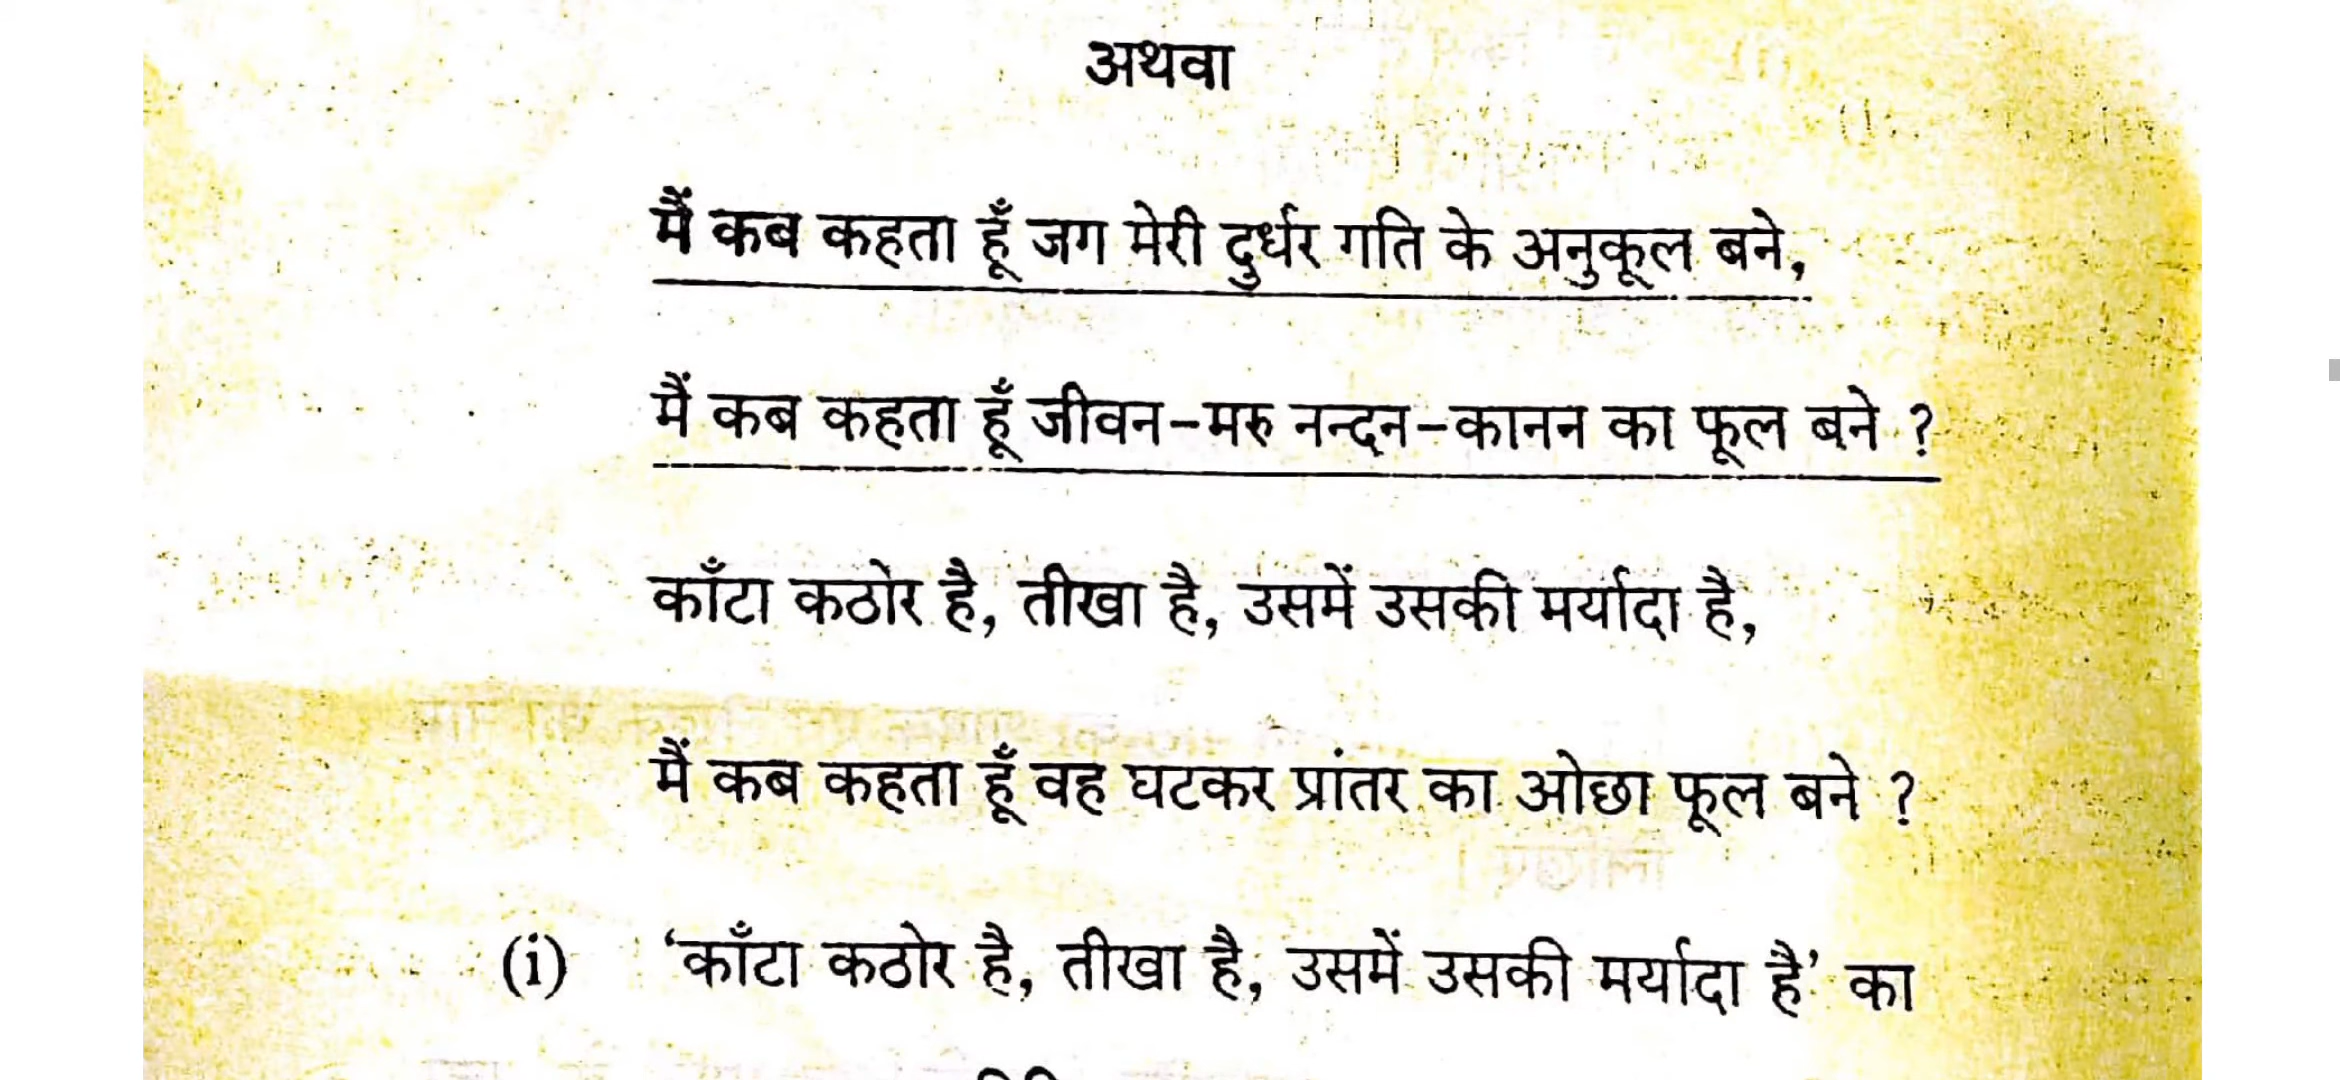 अथवा
मैं कब कहता हूँ जग मेरी दुर्धर गति के अनुकूल बने,
मैं कब कहता हूँ जीवन-मरु नन्दन-कानन का फूल बने ?
काँटा कठोर है, तीखा है, उसमें उसकी मर्यादा है,
मैं कब कहता हूँ वह घटकर प्रांतर का ओछा फूल बने ?
(i) 'काँटा कठोर है, तीखा है, उसमें उसकी मर्यादा है' का